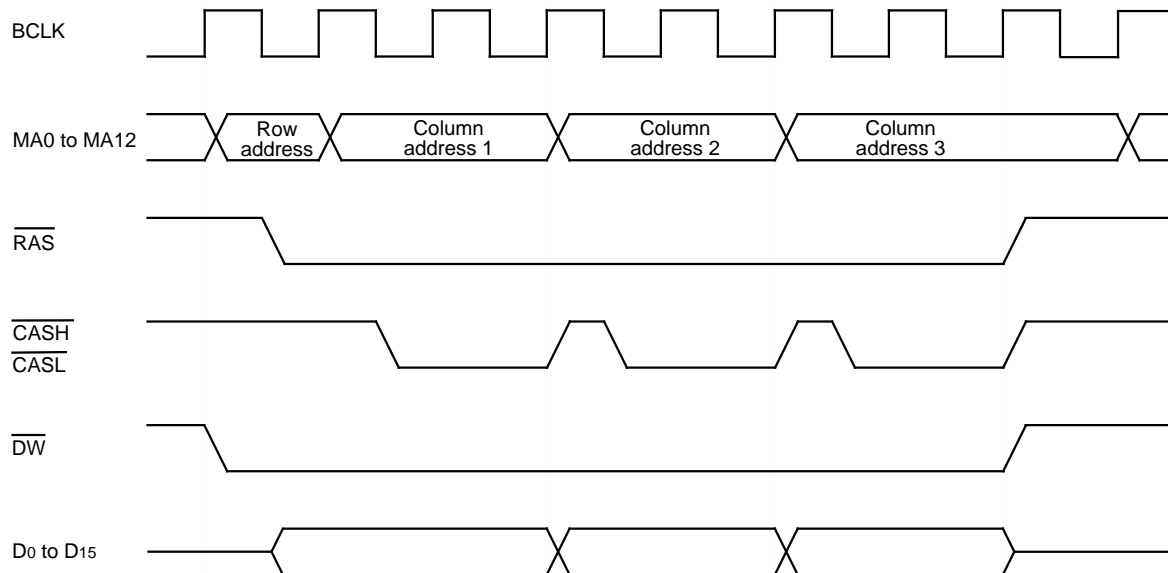 BCLK
MA0 to MA12
Row
address
Column
address 1
Column
address 2
Column
address 3
RAS
CASH
CASL
DW
D0 to D15